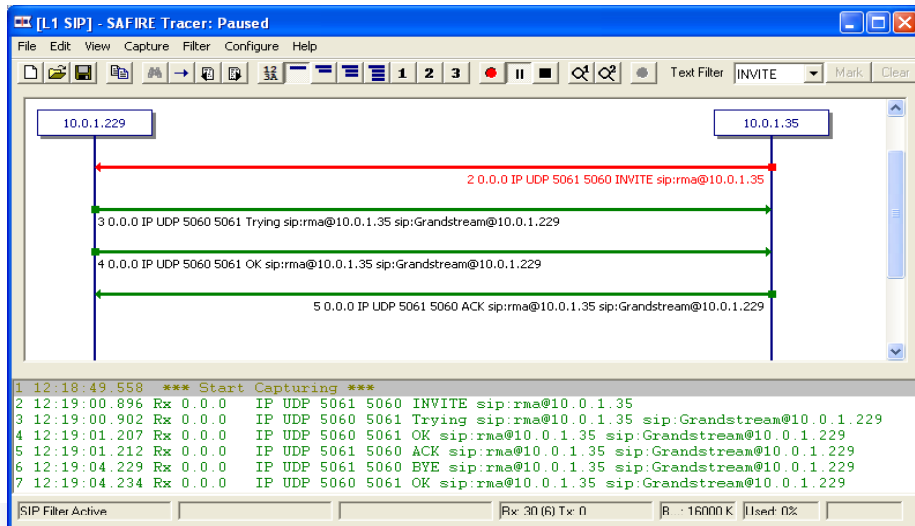 [L1 SIP] - SAFIRE Tracer: Paused
File Edit View Capture Filter Configure Help
1 2 3 Text Filter INVITE Mark Clear
10.0.1.229 10.0.1.35
2 0.0.0 IP UDP 5061 5060 INVITE sip:rma@10.0.1.35
3 0.0.0 IP UDP 5060 5061 Trying sip:rma@10.0.1.35 sip:Grandstream@10.0.1.229
4 0.0.0 IP UDP 5060 5061 OK sip:rma@10.0.1.35 sip:Grandstream@10.0.1.229
5 0.0.0 IP UDP 5061 5060 ACK sip:rma@10.0.1.35 sip:Grandstream@10.0.1.229
1 12:18:49.558 *** Start Capturing ***
2 12:19:00.896 Rx 0.0.0 IP UDP 5061 5060 INVITE sip:rma@10.0.1.35
3 12:19:00.902 Rx 0.0.0 IP UDP 5060 5061 Trying sip:rma@10.0.1.35 sip:Grandstream@10.0.1.229
4 12:19:01.207 Rx 0.0.0 IP UDP 5060 5061 OK sip:rma@10.0.1.35 sip:Grandstream@10.0.1.229
5 12:19:01.212 Rx 0.0.0 IP UDP 5061 5060 ACK sip:rma@10.0.1.35 sip:Grandstream@10.0.1.229
6 12:19:04.229 Rx 0.0.0 IP UDP 5061 5060 BYE sip:rma@10.0.1.35 sip:Grandstream@10.0.1.229
7 12:19:04.234 Rx 0.0.0 IP UDP 5060 5061 OK sip:rma@10.0.1.35 sip:Grandstream@10.0.1.229
SIP Filter Active Rx: 30 (6) Tx: 0 B...: 16000 K Used: 0%